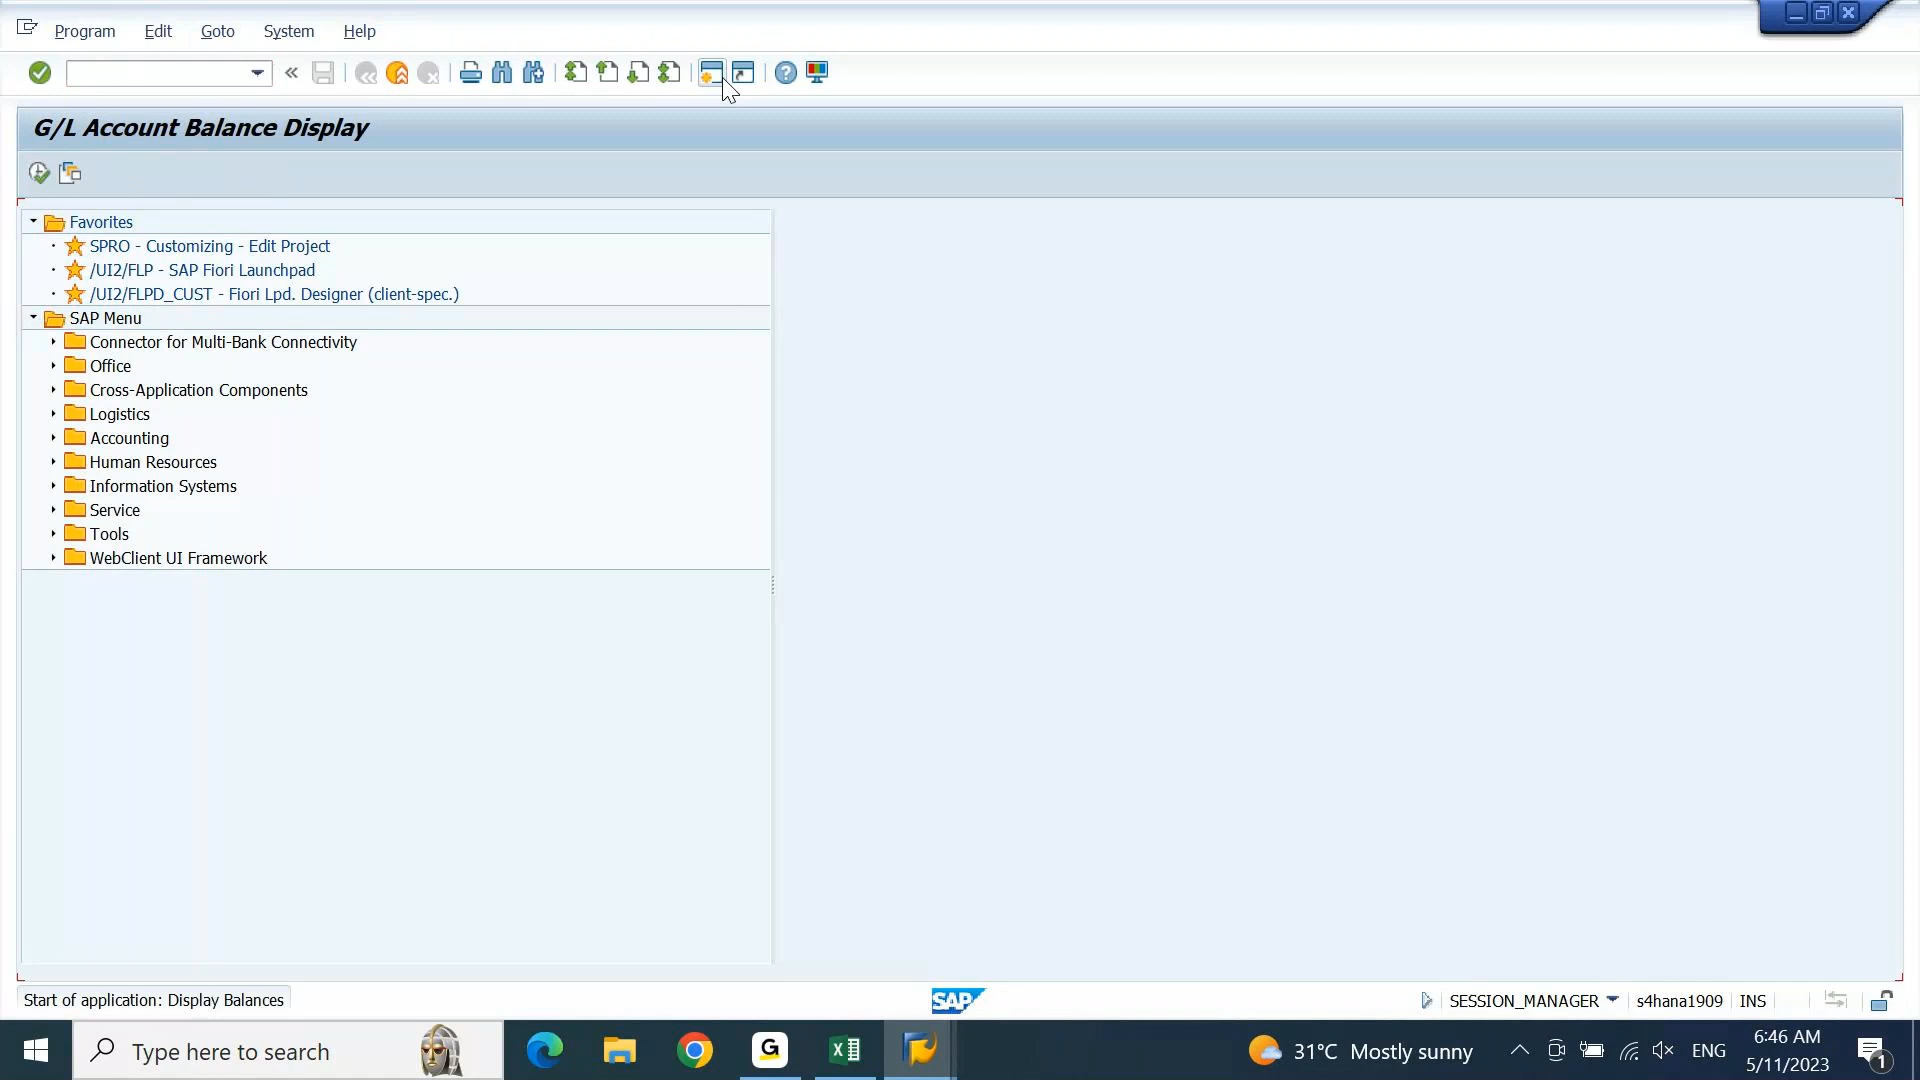 Program Edit Goto System Help
G/L Account Balance Display
Favorites
SPRO - Customizing - Edit Project
/UI2/FLP - SAP Fiori Launchpad
/UI2/FLPD_CUST - Fiori Lpd. Designer (client-spec.)
SAP Menu
Connector for Multi-Bank Connectivity
Office
Cross-Application Components
Logistics
Accounting
Human Resources
Information Systems
Service
Tools
WebClient UI Framework
Start of application: Display Balances
SAP
SESSION_MANAGER s4hana1909 INS
Type here to search
G
31°C Mostly sunny
ENG
6:46 AM
5/11/2023
1